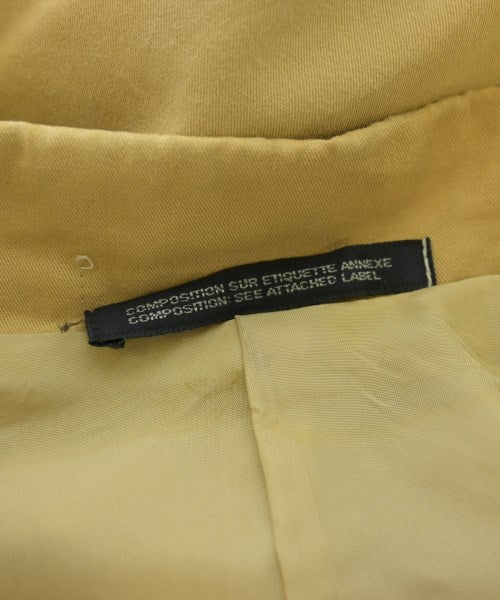 COMPOSITION SUR ETIQUETTE ANNEXE
COMPOSITION: SEE ATTACHED LABEL